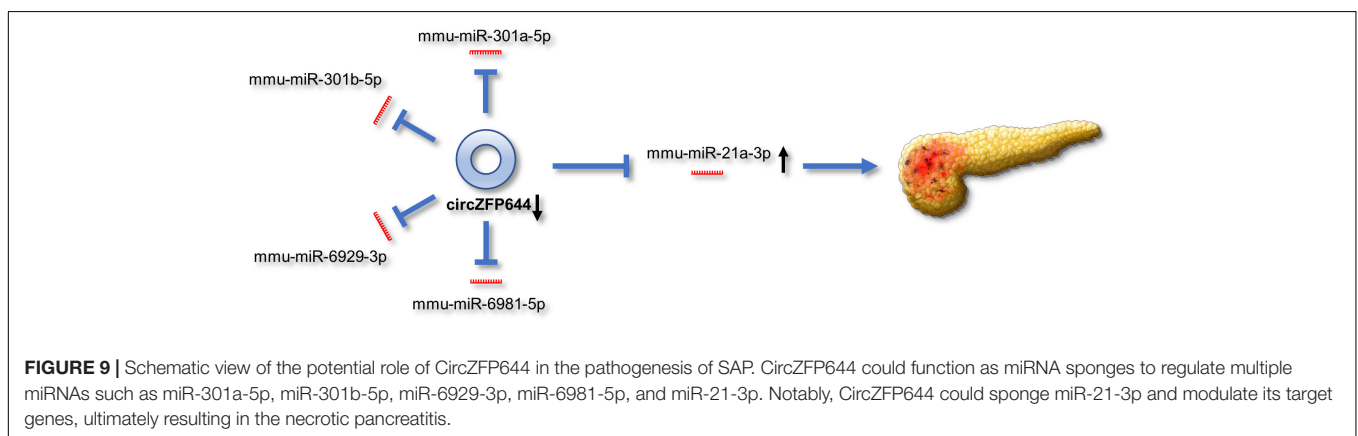 mmu-miR-301a-5p
mmu-miR-301b-5p
mmu-miR-21a-3p
circZFP644
mmu-miR-6929-3p
mmu-miR-6981-5p
FIGURE 9 | Schematic view of the potential role of CircZFP644 in the pathogenesis of SAP. CircZFP644 could function as miRNA sponges to regulate multiple
miRNAs such as miR-301a-5p, miR-301b-5p, miR-6929-3p, miR-6981-5p, and miR-21-3p. Notably, CircZFP644 could sponge miR-21-3p and modulate its target
genes, ultimately resulting in the necrotic pancreatitis.